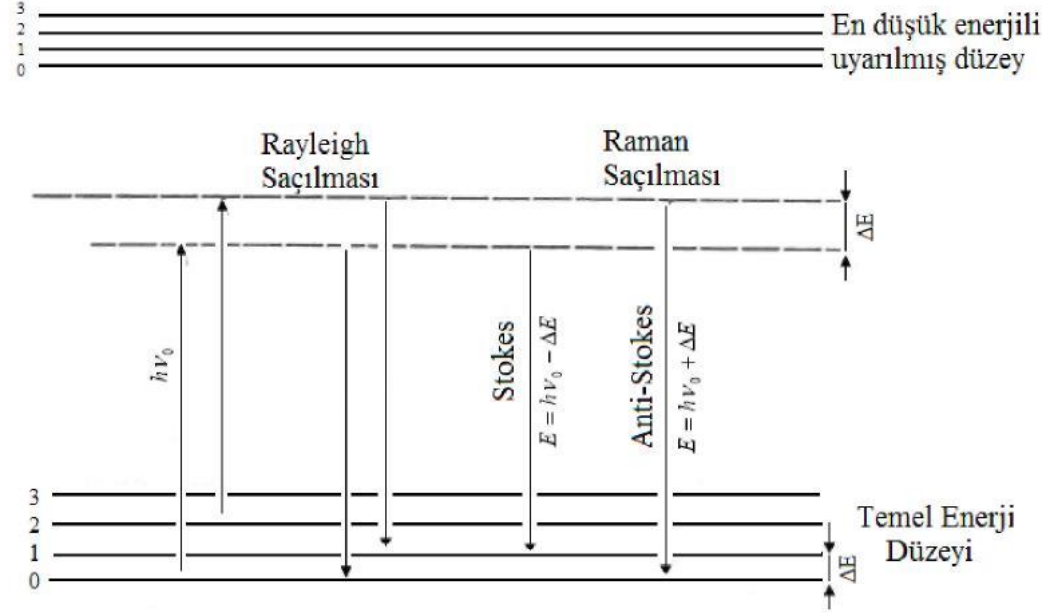 3
2
1
0
En düşük enerjili
uyarılmış düzey
Rayleigh
Saçılması
Raman
Saçılması
ΔE
hν₀
Stokes
E = hν₀ − ΔE
Anti-Stokes
E = hν₀ + ΔE
3
2
1
0
Temel Enerji
Düzeyi
ΔE